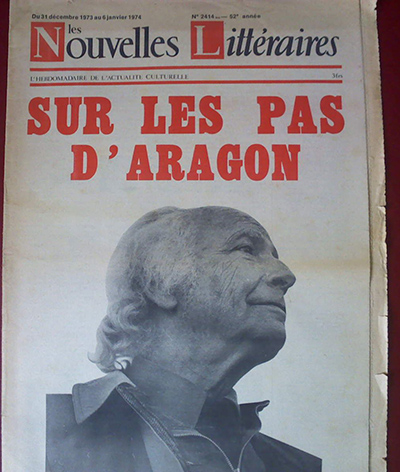 Du 31 décembre 1973 au 6 janvier 1974 N° 2414 52e année
les
Nouvelles Littéraires
L'HEBDOMADAIRE DE L'ACTUALITE CULTURELLE
SUR LES PAS
D'ARAGON